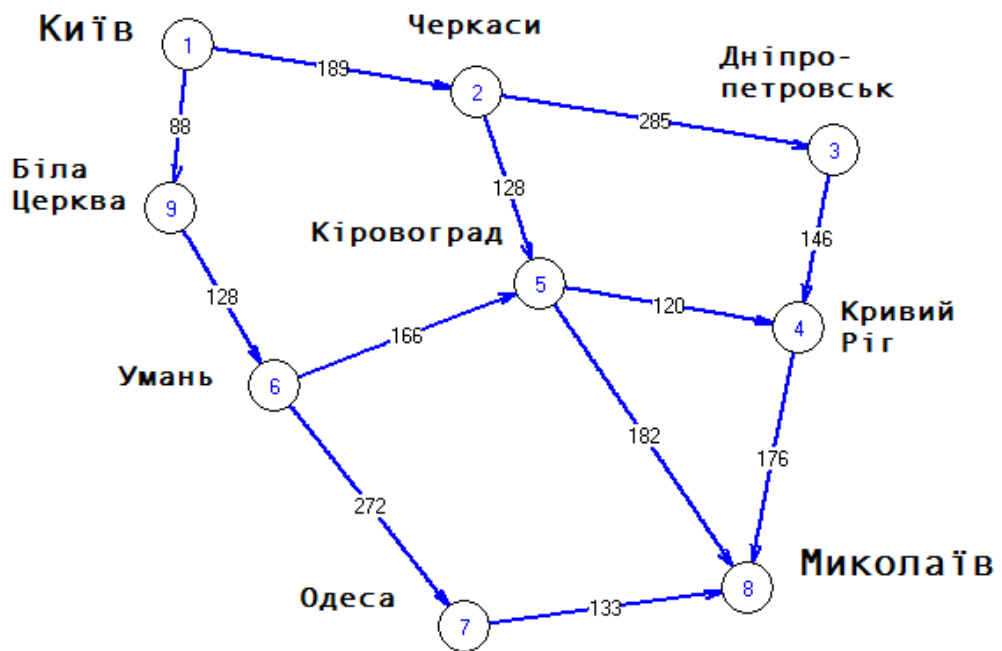 Київ
1
189
Черкаси
2
Дніпро-
петровськ
285
3
88
Біла
Церква
9
128
Кіровоград
5
146
128
166
120
4
Кривий
Ріг
Умань
6
182
176
272
Одеса
7
133
8
Миколаїв